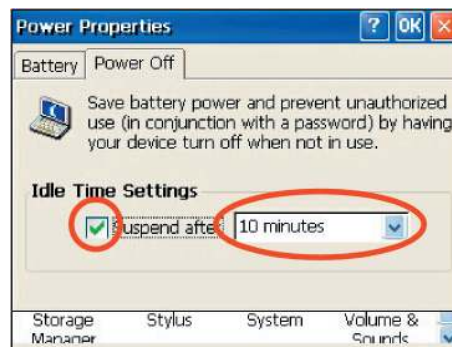 Power Properties ? OK ×
Battery Power Off
Save battery power and prevent unauthorized
use (in conjunction with a password) by having
your device turn off when not in use.
Idle Time Settings
Suspend after 10 minutes
Storage Stylus System Volume &
Manager Sounds